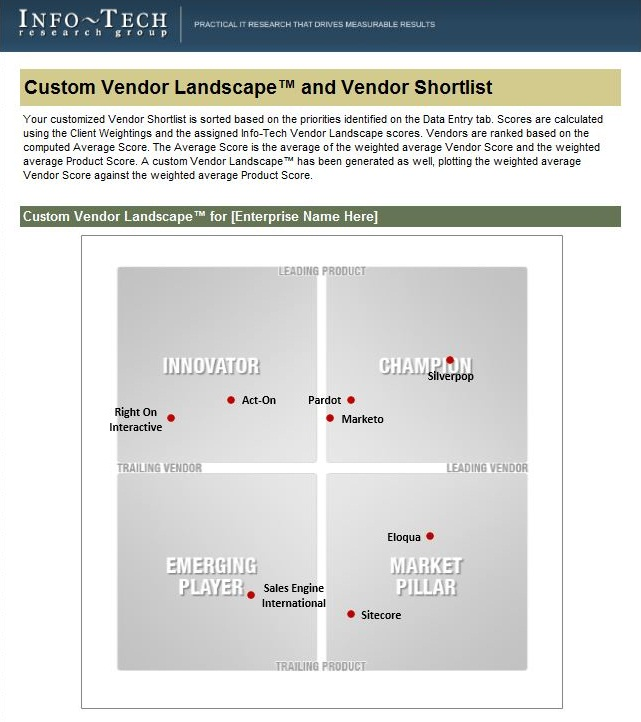 INFO~TECH
research group
PRACTICAL IT RESEARCH THAT DRIVES MEASURABLE RESULTS
Custom Vendor Landscape™ and Vendor Shortlist
Your customized Vendor Shortlist is sorted based on the priorities identified on the Data Entry tab. Scores are calculated
using the Client Weightings and the assigned Info-Tech Vendor Landscape scores. Vendors are ranked based on the
computed Average Score. The Average Score is the average of the weighted average Vendor Score and the weighted
average Product Score. A custom Vendor Landscape™ has been generated as well, plotting the weighted average
Vendor Score against the weighted average Product Score.
Custom Vendor Landscape™ for [Enterprise Name Here]
LEADING PRODUCT
INNOVATOR
CHAMPION
Silverpop
Act-On
Pardot
Right On
Interactive
Marketo
TRAILING VENDOR
LEADING VENDOR
Eloqua
EMERGING
PLAYER
MARKET
PILLAR
Sales Engine
International
Sitecore
TRAILING PRODUCT